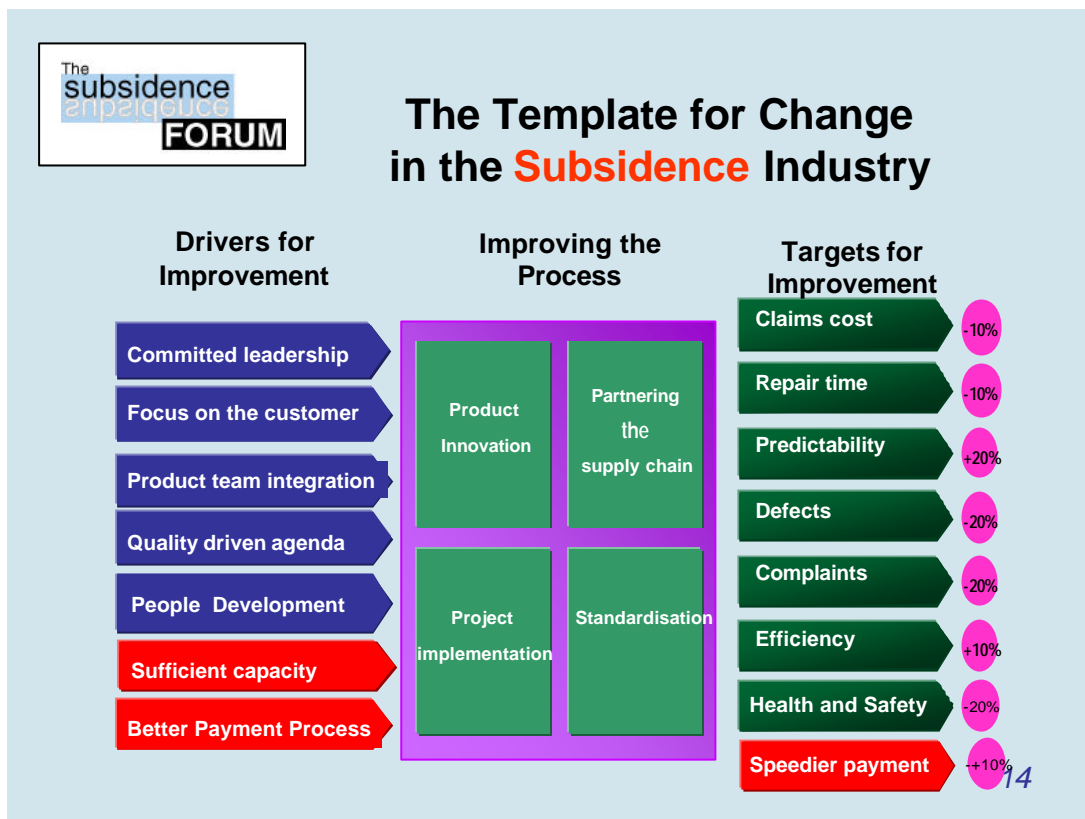 The
subsidence
FORUM
The Template for Change
in the Subsidence Industry
Drivers for
Improvement
Committed leadership
Focus on the customer
Product team integration
Quality driven agenda
People Development
Sufficient capacity
Better Payment Process
Improving the
Process
Product
Innovation
Partnering
the
supply chain
Project
implementation
Standardisation
Targets for
Improvement
Claims cost
-10%
Repair time
-10%
Predictability
+20%
Defects
-20%
Complaints
-20%
Efficiency
+10%
Health and Safety
-20%
Speedier payment
-+10%
14